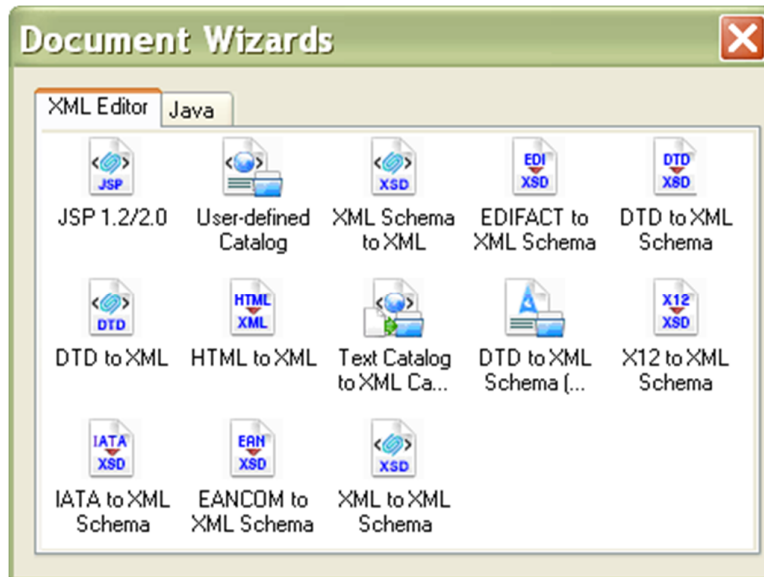 Document Wizards
XML Editor
Java
JSP
JSP 1.2/2.0
User-defined
Catalog
XSD
XML Schema
to XML
EDI
XSD
EDIFACT to
XML Schema
DTD
XSD
DTD to XML
Schema
DTD
DTD to XML
HTML
XML
HTML to XML
Text Catalog
to XML Ca...
A
DTD to XML
Schema (...
X12
XSD
X12 to XML
Schema
IATA
XSD
IATA to XML
Schema
EAN
XSD
EANCOM to
XML Schema
XSD
XML to XML
Schema